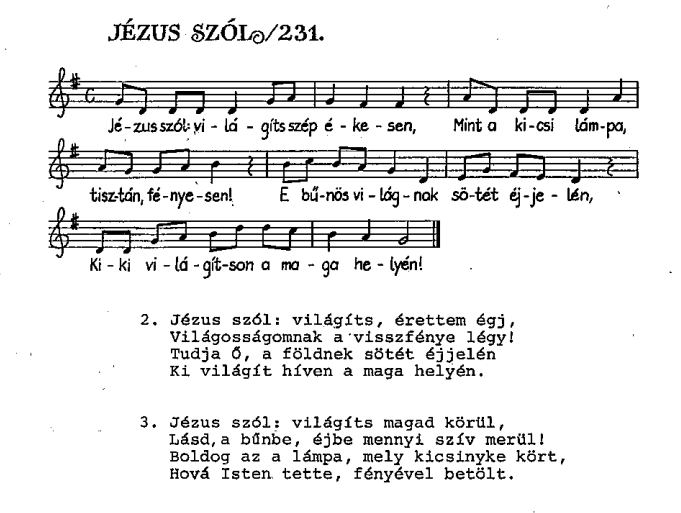 JÉZUS SZÓL/231.
Jé-zus szól: vi - lá - gíts szép é - ke - sen, Mint a ki-csi lám-pa,
tisz-tán, fé-nye-sen! E bű-nös vi-lág-nak sö-tét éj-je-lén,
Ki-ki vi-lá-gít-son a ma-ga he-lyén!
2. Jézus szól: világíts, érettem égj,
Világosságomnak a visszfénye légy!
Tudja Ő, a földnek sötét éjjelén
Ki világít híven a maga helyén.
3. Jézus szól: világíts magad körül,
Lásd, a bűnbe, éjbe mennyi szív merül!
Boldog az a lámpa, mely kicsinyke kört,
Hová Isten tette, fényével betölt.